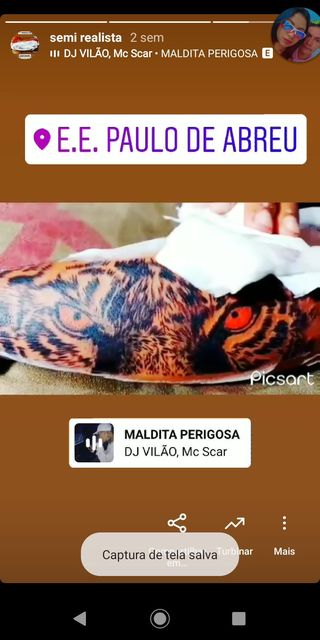 semi realista 2 sem
DJ VILÃO, Mc Scar • MALDITA PERIGOSA E
E.E. PAULO DE ABREU
Picsart
MALDITA PERIGOSA
DJ VILÃO, Mc Scar
Turbinar
Mais
em...
Captura de tela salva